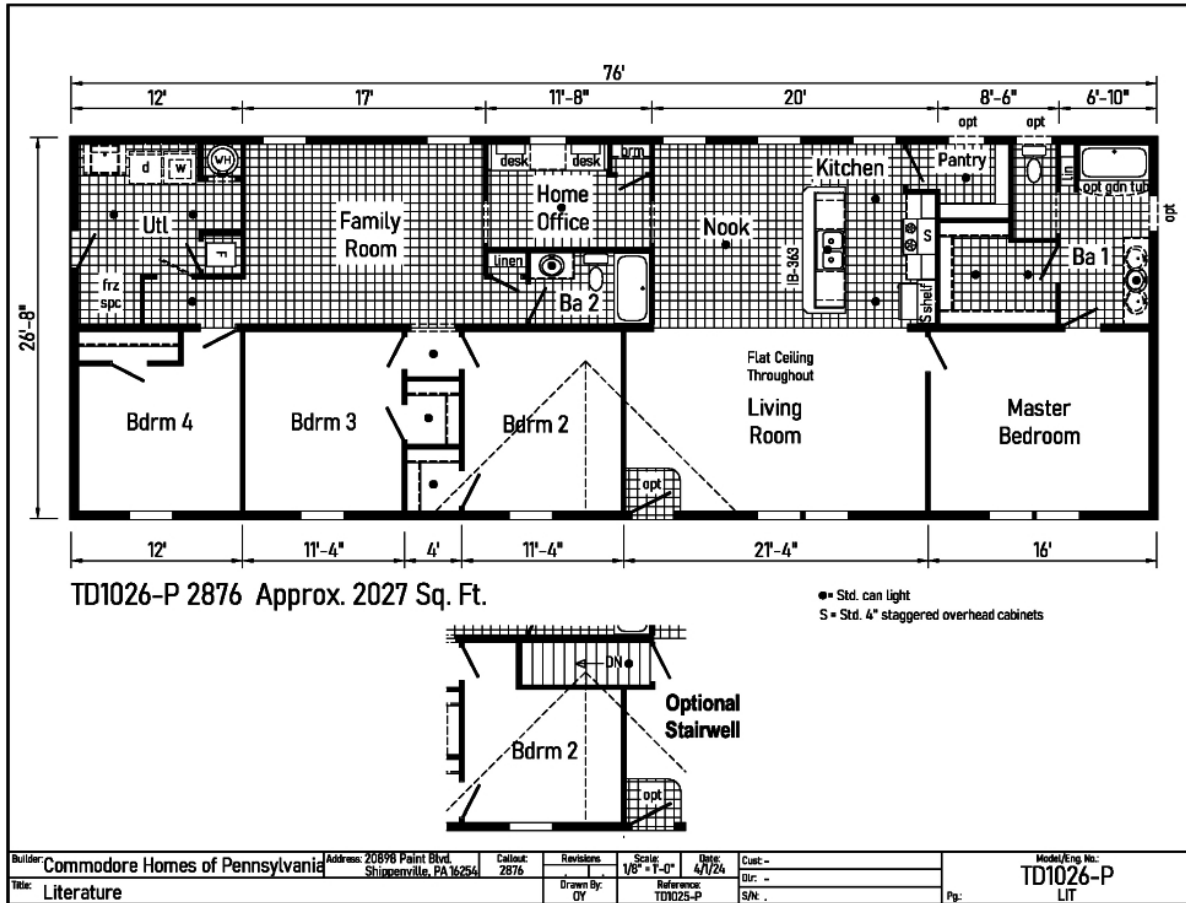 76'
12' 17' 11'-8" 20' 8'-6" 6'-10"
opt opt
26'-8"
d W WH
desk desk brm
Kitchen
Pantry
lin
opt gdn tub
opt
Utl
Family
Room
Home
Office
Nook
S
Ba 1
F
linen
Ba 2
IB-363
S shelf
frz
spc
Bdrm 4
Bdrm 3
Bdrm 2
Flat Ceiling
Throughout
Living
Room
Master
Bedroom
opt
12' 11'-4" 4' 11'-4" 21'-4" 16'
TD1026-P 2876 Approx. 2027 Sq. Ft.
●= Std. can light
S = Std. 4" staggered overhead cabinets
DN
Optional
Stairwell
Bdrm 2
opt
Builder: Commodore Homes of Pennsylvania
Address: 20898 Paint Blvd.
Shippenville, PA 16254
Callout:
2876
Revisions
Scale:
1/8" = 1'-0"
Date:
4/1/24
Cust: -
Dlr: -
S/N: .
Model/Eng. No.:
TD1026-P
Title: Literature
Drawn By:
OY
Reference:
TD1025-P
Pg.: LIT